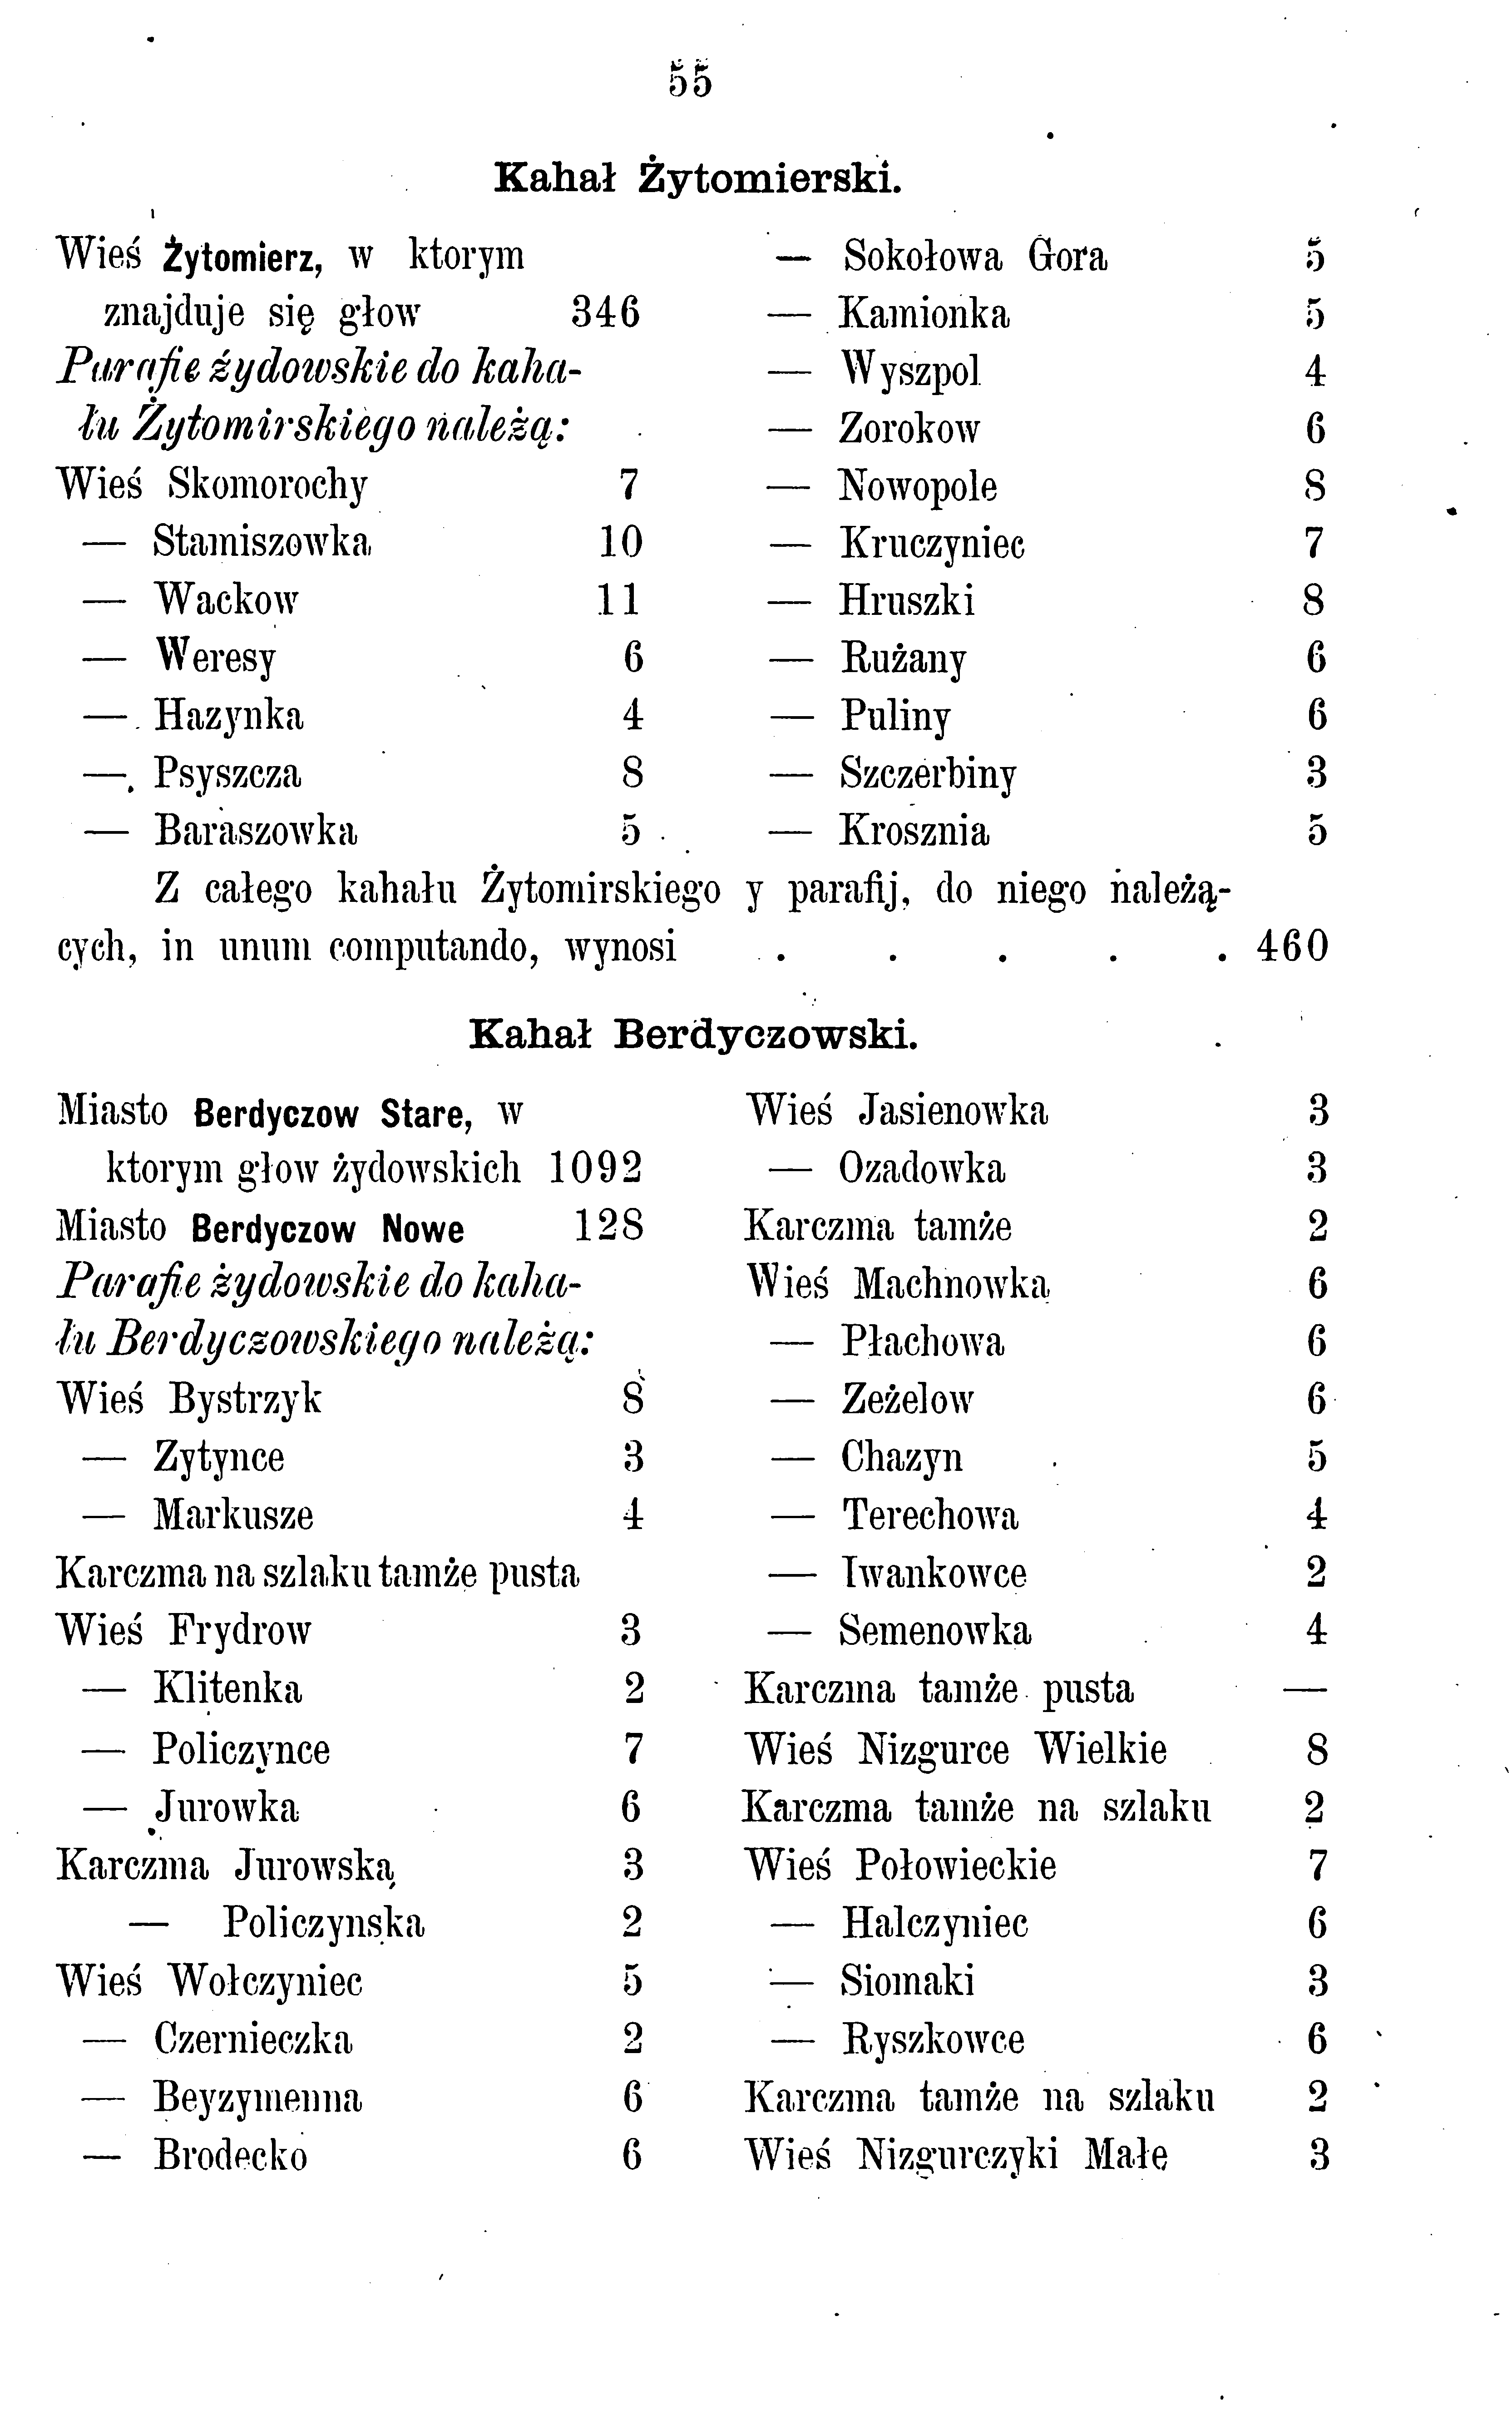 55
Kahał Żytomierski.
Wieś Żytomierz, w ktorym
znajduje się głow 346
Parafie żydowskie do kaha-
łu Żytomirskiego należą:
Wieś Skomorochy 7
— Stamiszowka 10
— Wackow 11
— Weresy 6
— Hazynka 4
— Psyszcza 8
— Baraszowka 5
— Sokołowa Gora 5
— Kamionka 5
— Wyszpol 4
— Zorokow 6
— Nowopole 8
— Kruczyniec 7
— Hruszki 8
— Rużany 6
— Puliny 6
— Szczerbiny 3
— Krosznia 5
Z całego kahału Żytomirskiego y parafij, do niego należą-
cych, in unum computando, wynosi . . . . . 460
Kahał Berdyczowski.
Miasto Berdyczow Stare, w
ktorym głow żydowskich 1092
Miasto Berdyczow Nowe 128
Parafie żydowskie do kaha-
łu Berdyczowskiego należą:
Wieś Bystrzyk 8
— Zytynce 3
— Markusze 4
Karczma na szlaku tamże pusta
Wieś Frydrow 3
— Klitenka 2
— Policzynce 7
— Jurowka 6
Karczma Jurowska 3
— Policzynska 2
Wieś Wołczyniec 5
— Czernieczka 2
— Beyzymenna 6
— Brodecko 6
Wieś Jasienowka 3
— Ozadowka 3
Karczma tamże 2
Wieś Machnowka 6
— Płachowa 6
— Zeżelow 6
— Chazyn 5
— Terechowa 4
— Iwankowce 2
— Semenowka 4
Karczma tamże pusta —
Wieś Nizgurce Wielkie 8
Karczma tamże na szlaku 2
Wieś Połowieckie 7
— Halczyniec 6
— Siomaki 3
— Ryszkowce 6
Karczma tamże na szlaku 2
Wieś Nizgurczyki Małe 3